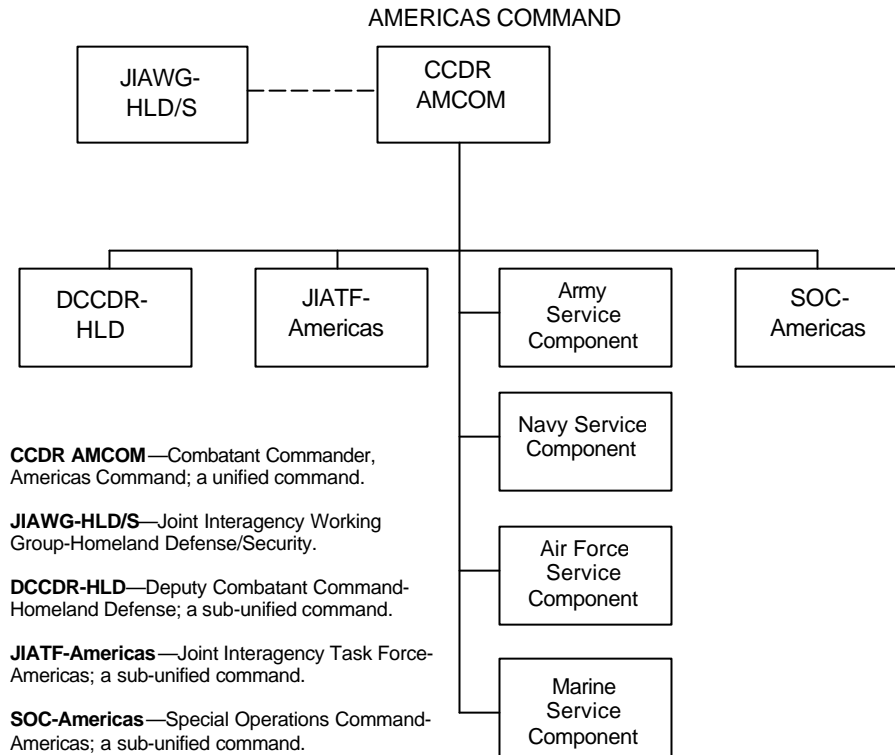 AMERICAS COMMAND
JIAWG-
HLD/S
CCDR
AMCOM
DCCDR-
HLD
JIATF-
Americas
Army
Service
Component
SOC-
Americas
Navy Service
Component
Air Force
Service
Component
Marine
Service
Component
CCDR AMCOM—Combatant Commander,
Americas Command; a unified command.
JIAWG-HLD/S—Joint Interagency Working
Group-Homeland Defense/Security.
DCCDR-HLD—Deputy Combatant Command-
Homeland Defense; a sub-unified command.
JIATF-Americas—Joint Interagency Task Force-
Americas; a sub-unified command.
SOC-Americas—Special Operations Command-
Americas; a sub-unified command.